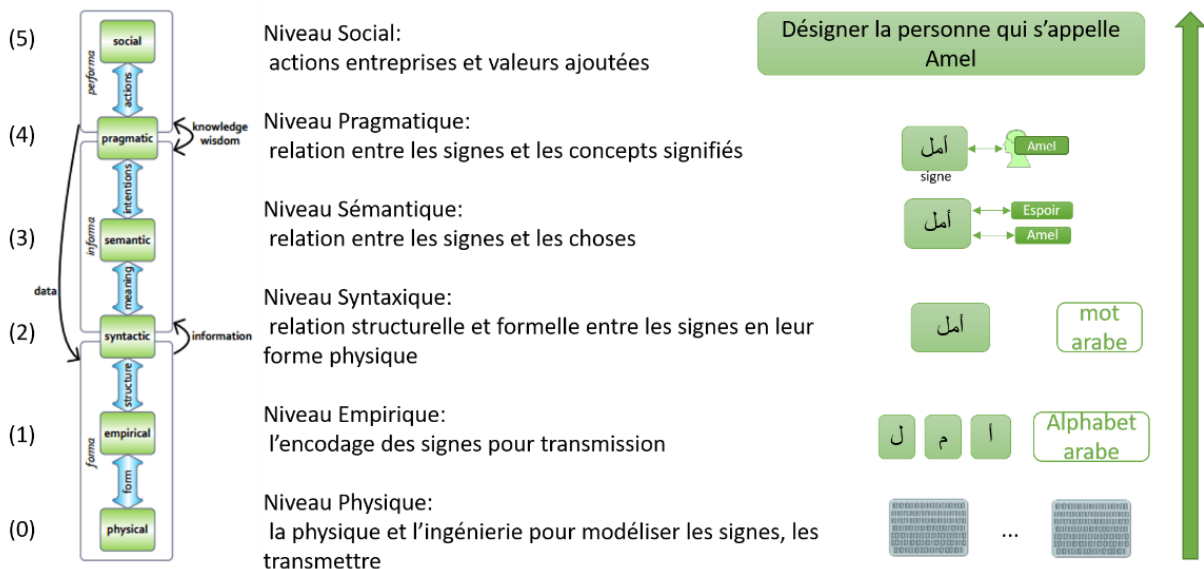 (5)
social
performa
actions
Niveau Social:
actions entreprises et valeurs ajoutées
Désigner la personne qui s’appelle
Amel
(4)
pragmatic
knowledge
wisdom
Niveau Pragmatique:
relation entre les signes et les concepts signifiés
أمل
signe
Amel
intentions
informa
(3)
semantic
Niveau Sémantique:
relation entre les signes et les choses
أمل
Espoir
Amel
data
meaning
(2)
syntactic
information
Niveau Syntaxique:
relation structurelle et formelle entre les signes en leur
forme physique
أمل
mot
arabe
structure
(1)
empirical
forma
Niveau Empirique:
l’encodage des signes pour transmission
ل م أ
Alphabet
arabe
form
(0)
physical
Niveau Physique:
la physique et l’ingénierie pour modéliser les signes, les
transmettre
...